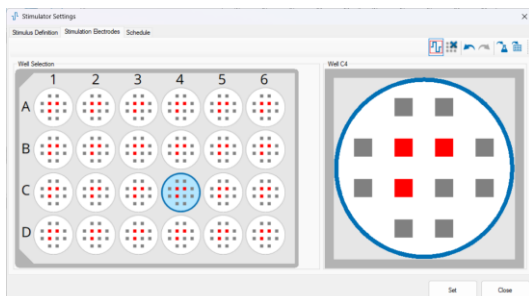 Stimulator Settings
Stimulus Definition Stimulation Electrodes Schedule
Well Selection
Well C4
1 2 3 4 5 6
A
B
C
D
Set Close